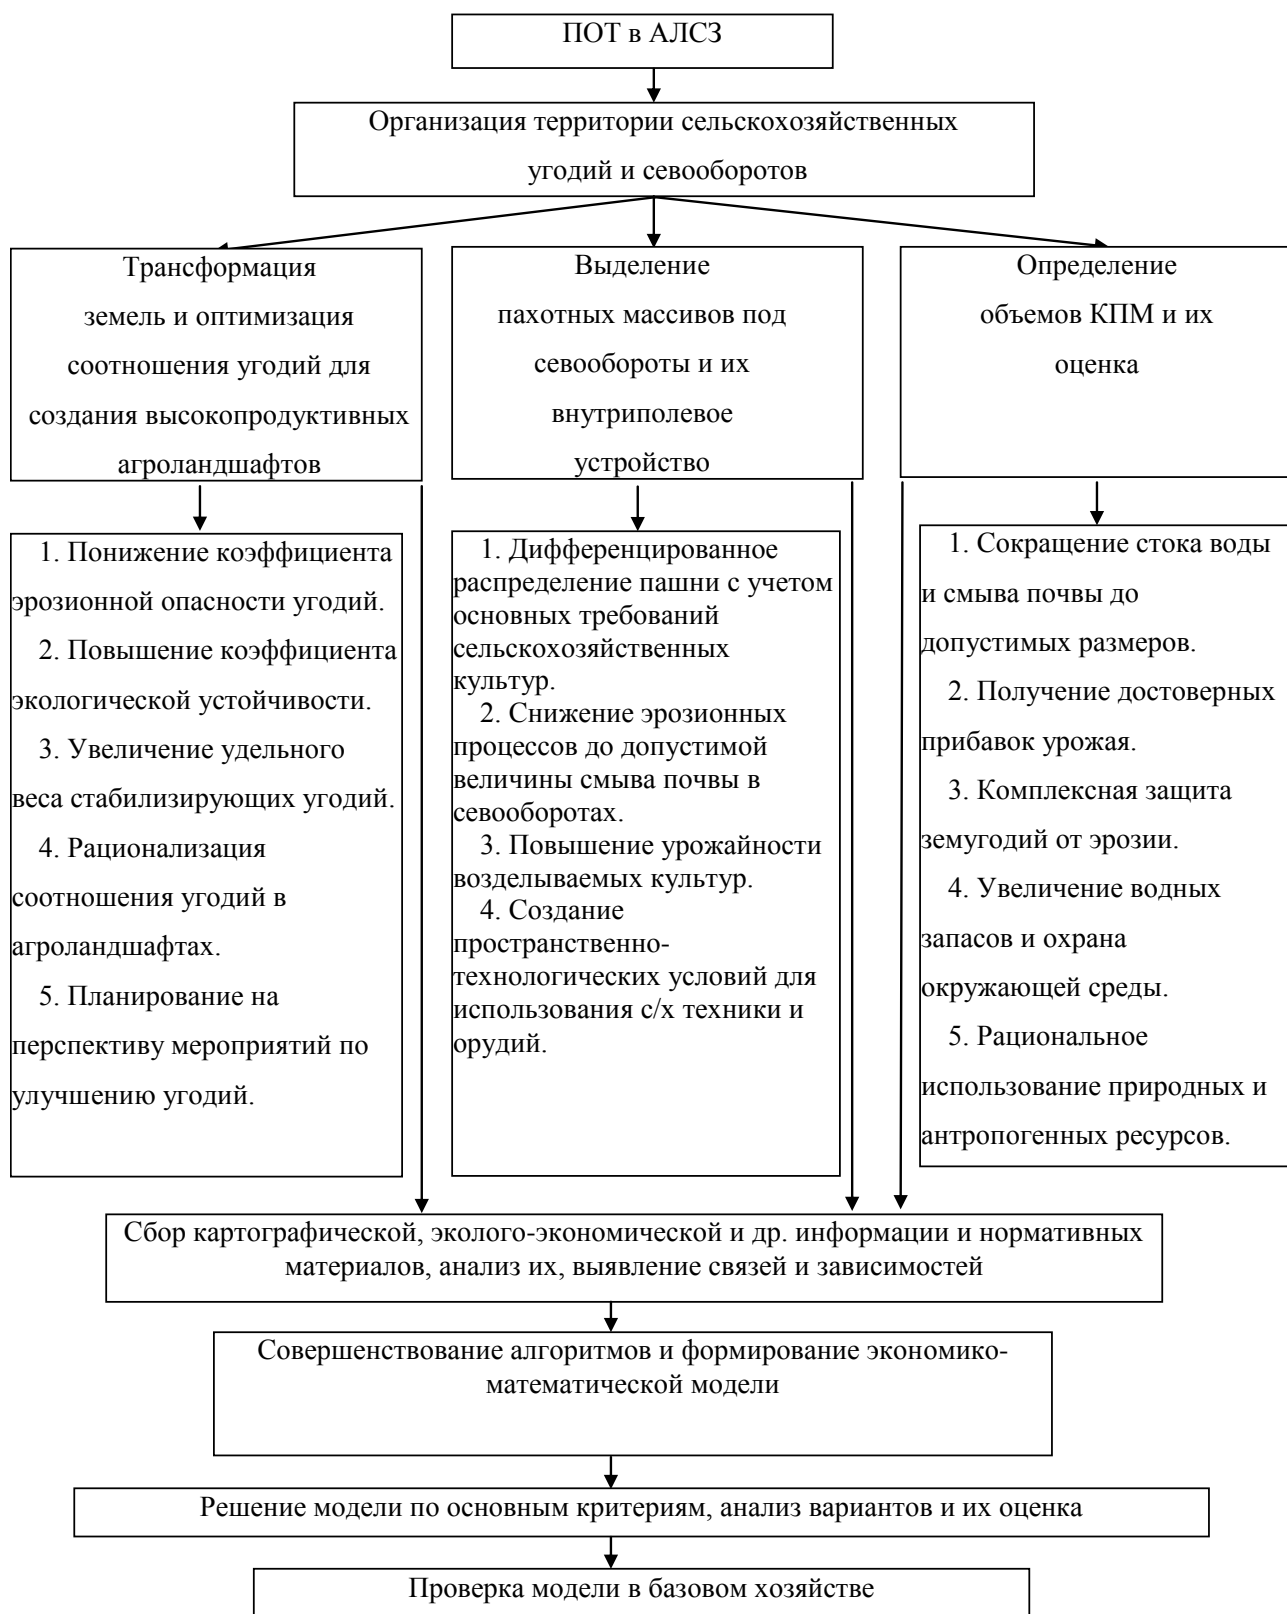 ПОТ в АЛСЗ
Организация территории сельскохозяйственных
угодий и севооборотов
Трансформация
земель и оптимизация
соотношения угодий для
создания высокопродуктивных
агроландшафтов
Выделение
пахотных массивов под
севообороты и их
внутриполевое
устройство
Определение
объемов КПМ и их
оценка
1. Понижение коэффициента
эрозионной опасности угодий.
2. Повышение коэффициента
экологической устойчивости.
3. Увеличение удельного
веса стабилизирующих угодий.
4. Рационализация
соотношения угодий в
агроландшафтах.
5. Планирование на
перспективу мероприятий по
улучшению угодий.
1. Дифференцированное
распределение пашни с учетом
основных требований
сельскохозяйственных
культур.
2. Снижение эрозионных
процессов до допустимой
величины смыва почвы в
севооборотах.
3. Повышение урожайности
возделываемых культур.
4. Создание
пространственно-
технологических условий для
использования с/х техники и
орудий.
1. Сокращение стока воды
и смыва почвы до
допустимых размеров.
2. Получение достоверных
прибавок урожая.
3. Комплексная защита
земугодий от эрозии.
4. Увеличение водных
запасов и охрана
окружающей среды.
5. Рациональное
использование природных и
антропогенных ресурсов.
Сбор картографической, эколого-экономической и др. информации и нормативных
материалов, анализ их, выявление связей и зависимостей
Совершенствование алгоритмов и формирование экономико-
математической модели
Решение модели по основным критериям, анализ вариантов и их оценка
Проверка модели в базовом хозяйстве